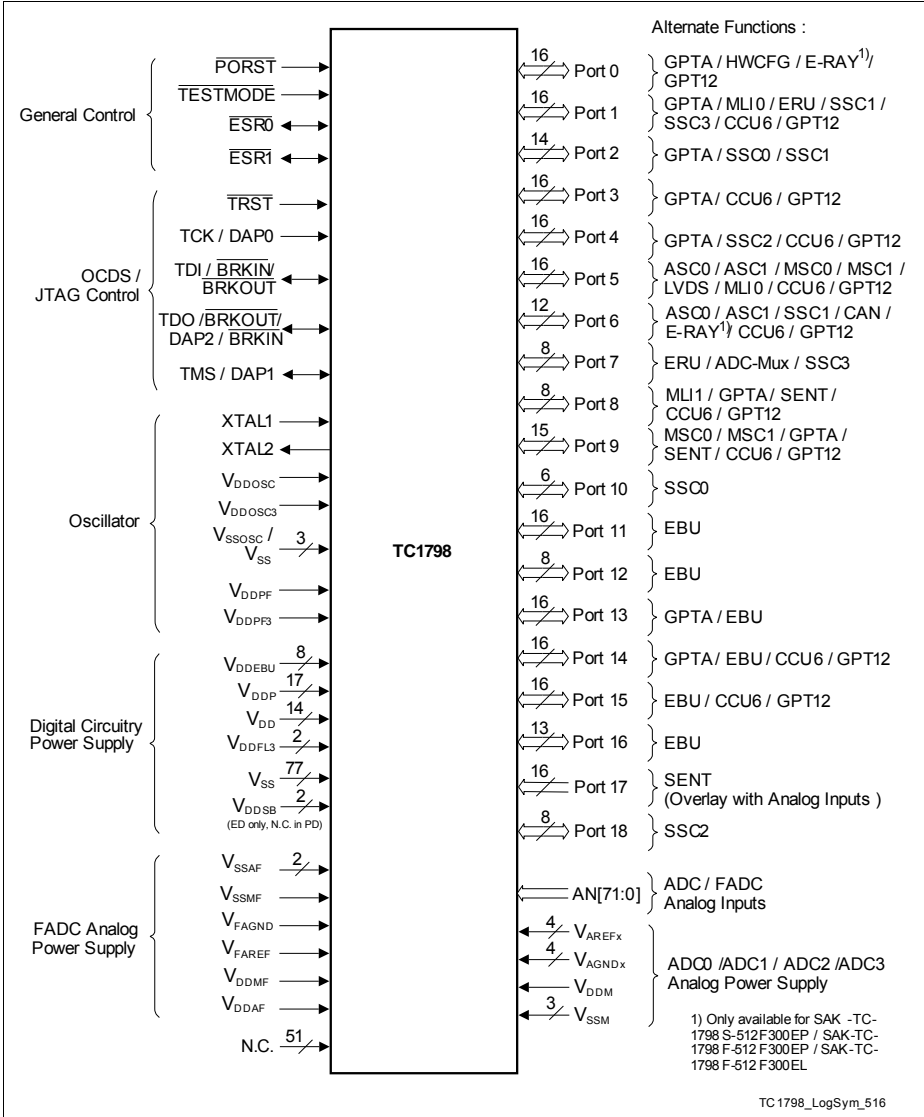 Alternate Functions :
General Control
PORST
TESTMODE
ESR0
ESR1
OCDS /
JTAG Control
TRST
TCK / DAP0
TDI / BRKIN/
BRKOUT
TDO /BRKOUT/
DAP2 / BRKIN
TMS / DAP1
Oscillator
XTAL1
XTAL2
VDDOSC
VDDOSC3
VSSOSC /
VSS 3
VDDPF
VDDPF3
Digital Circuitry
Power Supply
VDDEBU 8
VDDP 17
VDD 14
VDDFL3 2
VSS 77
VDDSB 2
(ED only, N.C. in PD)
FADC Analog
Power Supply
VSSAF 2
VSSMF
VFAGND
VFAREF
VDDMF
VDDAF
N.C. 51
TC1798
16 Port 0 GPTA / HWCFG / E-RAY1)/
GPT12
16 Port 1 GPTA / MLI0 / ERU / SSC1 /
SSC3 / CCU6 / GPT12
14 Port 2 GPTA / SSC0 / SSC1
16 Port 3 GPTA / CCU6 / GPT12
16 Port 4 GPTA / SSC2 / CCU6 / GPT12
16 Port 5 ASC0 / ASC1 / MSC0 / MSC1 /
LVDS / MLI0 / CCU6 / GPT12
12 Port 6 ASC0 / ASC1 / SSC1 / CAN /
E-RAY1)/ CCU6 / GPT12
8 Port 7 ERU / ADC-Mux / SSC3
8 Port 8 MLI1 / GPTA / SENT /
CCU6 / GPT12
15 Port 9 MSC0 / MSC1 / GPTA /
SENT / CCU6 / GPT12
6 Port 10 SSC0
16 Port 11 EBU
8 Port 12 EBU
16 Port 13 GPTA / EBU
16 Port 14 GPTA / EBU / CCU6 / GPT12
16 Port 15 EBU / CCU6 / GPT12
13 Port 16 EBU
16 Port 17 SENT
(Overlay with Analog Inputs )
8 Port 18 SSC2
AN[71:0] ADC / FADC
Analog Inputs
4 VAREFx
4 VAGNDx
VDDM
3 VSSM
ADC0 /ADC1 / ADC2 /ADC3
Analog Power Supply
1) Only available for SAK -TC-
1798 S-512 F300 EP / SAK-TC-
1798 F-512 F300 EP / SAK-TC-
1798 F-512 F300 EL
TC1798_LogSym_516